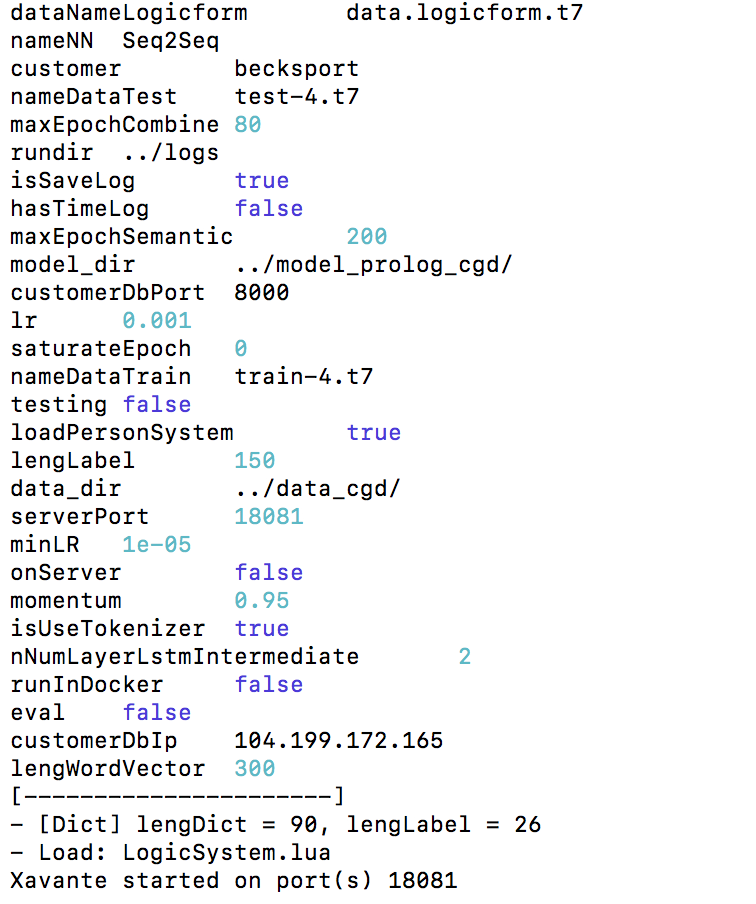 dataNameLogicform data.logicform.t7
nameNN Seq2Seq
customer becksport
nameDataTest test-4.t7
maxEpochCombine 80
rundir ../logs
isSaveLog true
hasTimeLog false
maxEpochSemantic 200
model_dir ../model_prolog_cgd/
customerDbPort 8000
lr 0.001
saturateEpoch 0
nameDataTrain train-4.t7
testing false
loadPersonSystem true
lengLabel 150
data_dir ../data_cgd/
serverPort 18081
minLR 1e-05
onServer false
momentum 0.95
isUseTokenizer true
nNumLayerLstmIntermediate 2
runInDocker false
eval false
customerDbIp 104.199.172.165
lengWordVector 300
[----------------------]
- [Dict] lengDict = 90, lengLabel = 26
- Load: LogicSystem.lua
Xavante started on port(s) 18081